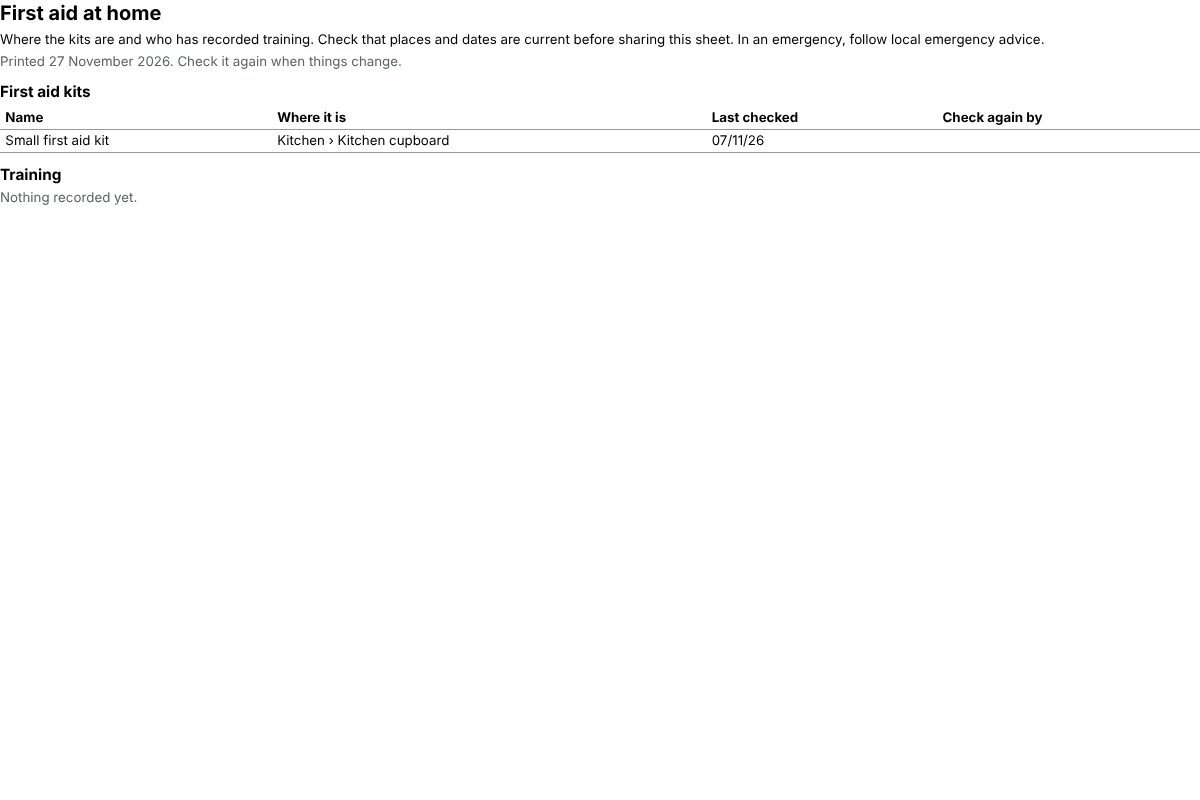 First aid at home
Where the kits are and who has recorded training. Check that places and dates are current before sharing this sheet. In an emergency, follow local emergency advice.
Printed 27 November 2026. Check it again when things change.
First aid kits
Name Where it is Last checked Check again by
Small first aid kit Kitchen › Kitchen cupboard 07/11/26
Training
Nothing recorded yet.